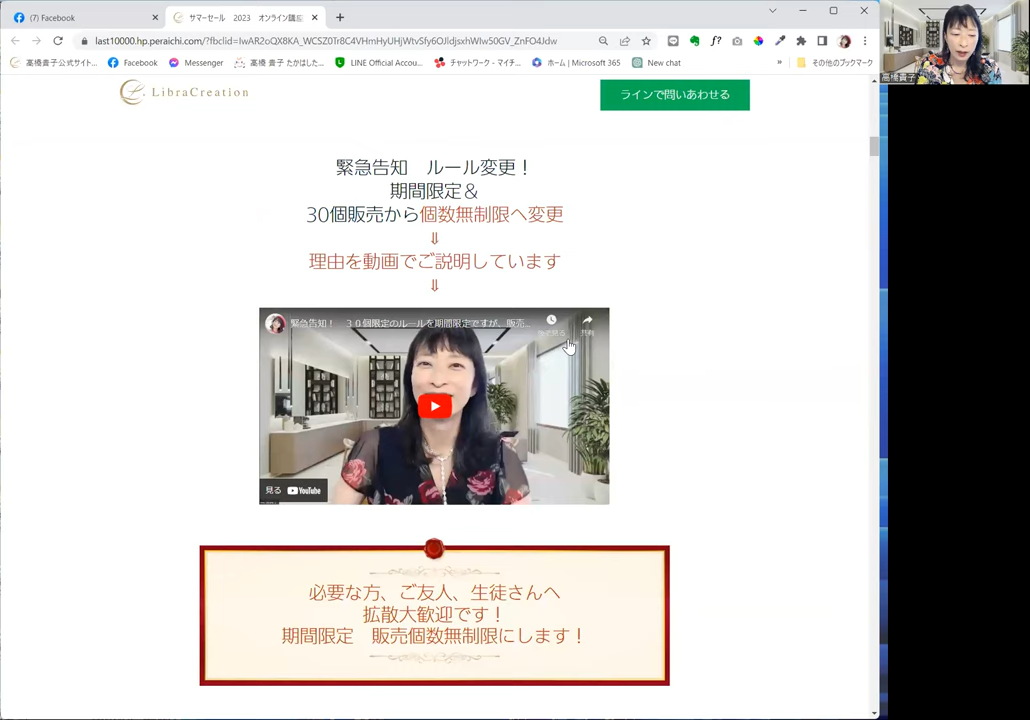 (7) Facebook
サマーセール　2023　オンライン講座
last10000.hp.peraichi.com/?fbclid=IwAR2oQX8KA_WCSZ0Tr8C4VHmHyUHjWtvSfy6OJldjsxhWIw50GV_ZnFO4Jdw
f?
高橋貴子公式サイト...
Facebook
Messenger
高橋 貴子 たかはした...
LINE Official Accou...
チャットワーク - マイチ...
ホーム | Microsoft 365
New chat
»
その他のブックマーク
高橋貴子
LibraCreation
ラインで問いあわせる
緊急告知　ルール変更！
期間限定＆
30個販売から個数無制限へ変更
⇓
理由を動画でご説明しています
⇓
緊急告知！　３０個限定のルールを期間限定ですが、販売...
後で見る
共有
見る YouTube
必要な方、ご友人、生徒さんへ
拡散大歓迎です！
期間限定　販売個数無制限にします！